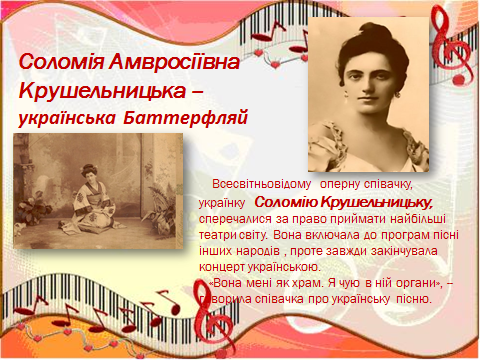 Соломія Амвросіївна
Крушельницька –
українська Баттерфляй
Всесвітньовідому оперну співачку,
українку Соломію Крушельницьку,
сперечалися за право приймати найбільші
театри світу. Вона включала до програм пісні
інших народів , проте завжди закінчувала
концерт українською.
«Вона мені як храм. Я чую в ній органи», –
говорила співачка про українську пісню.